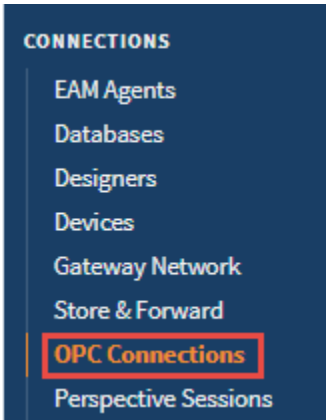 CONNECTIONS
EAM Agents
Databases
Designers
Devices
Gateway Network
Store & Forward
OPC Connections
Perspective Sessions